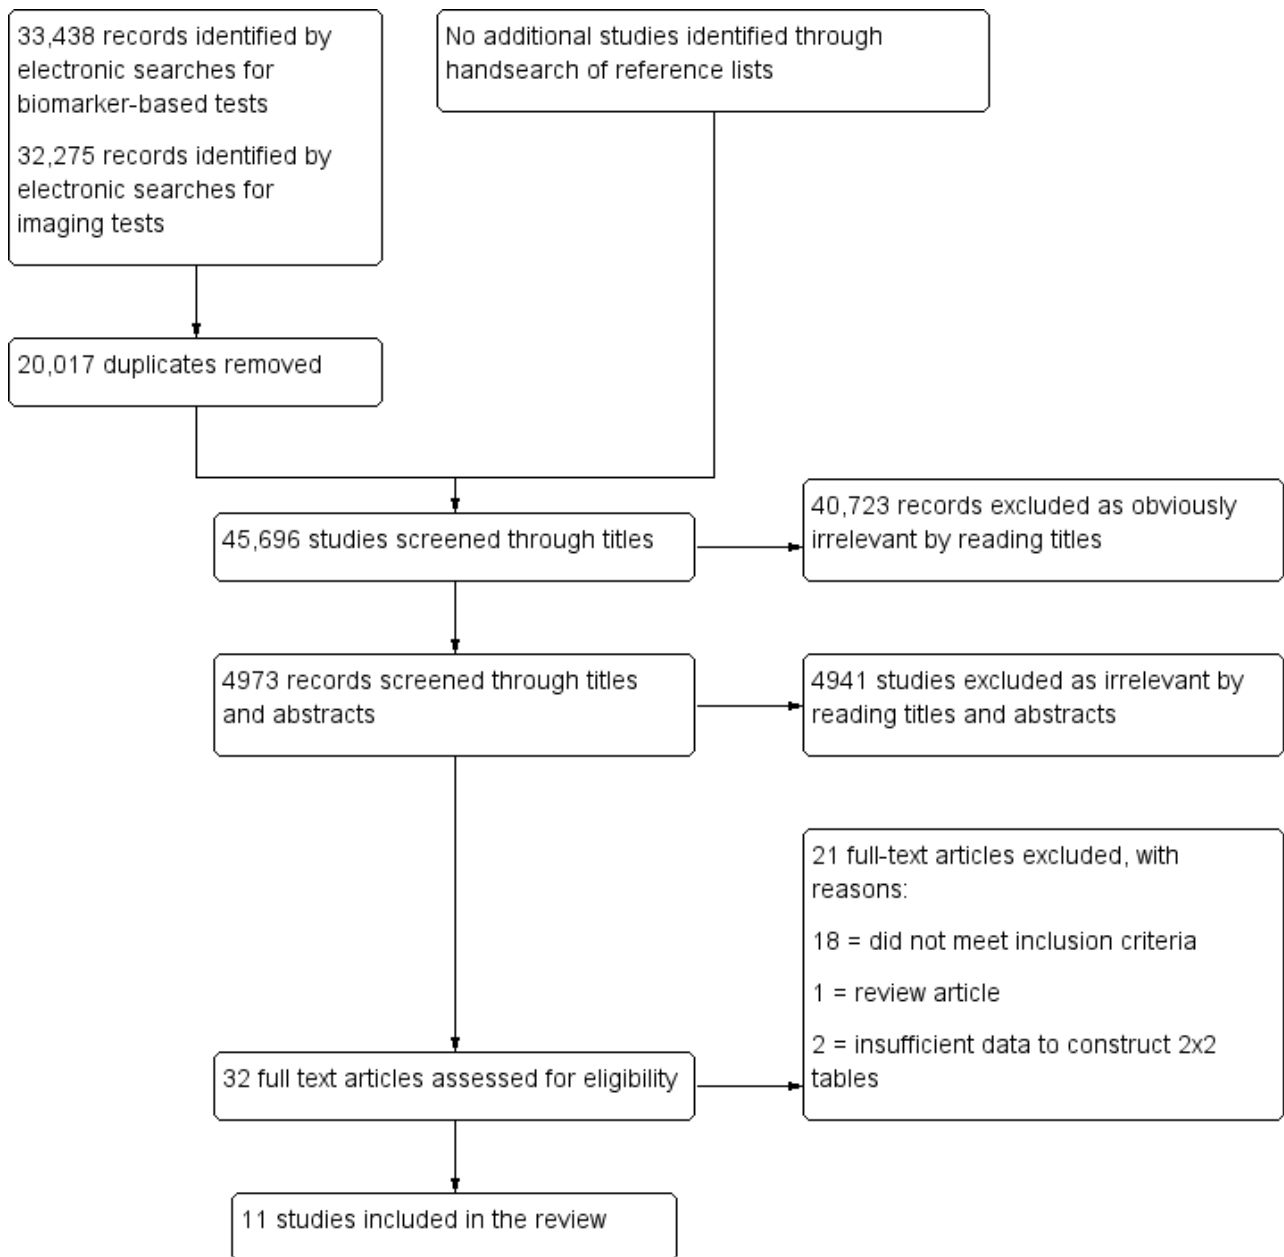 33,438 records identified by
electronic searches for
biomarker-based tests
32,275 records identified by
electronic searches for
imaging tests
No additional studies identified through
handsearch of reference lists
20,017 duplicates removed
45,696 studies screened through titles
40,723 records excluded as obviously
irrelevant by reading titles
4973 records screened through titles
and abstracts
4941 studies excluded as irrelevant by
reading titles and abstracts
21 full-text articles excluded, with
reasons:
18 = did not meet inclusion criteria
1 = review article
2 = insufficient data to construct 2x2
tables
32 full text articles assessed for eligibility
11 studies included in the review